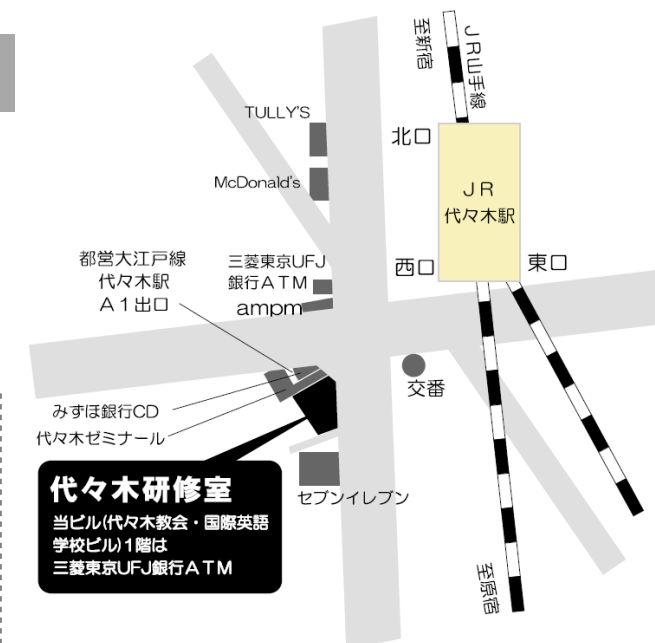 至新宿
JR山手線
TULLY'S
北口
McDonald's
JR
代々木駅
都営大江戸線
代々木駅
A1出口
三菱東京UFJ
銀行ATM
ampm
西口
東口
交番
みずほ銀行CD
代々木ゼミナール
セブンイレブン
代々木研修室
当ビル(代々木教会・国際英語
学校ビル)1階は
三菱東京UFJ銀行ATM
至原宿